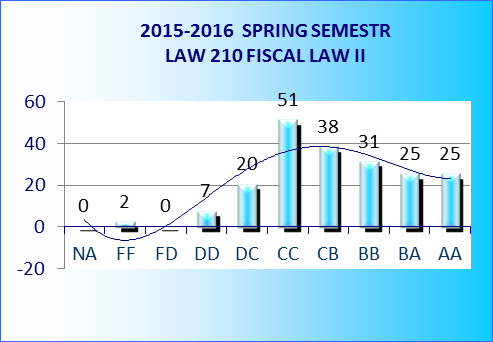 2015-2016 SPRING SEMESTR
LAW 210 FISCAL LAW II
60
40
20
0
-20
0 2 0 7 20 51 38 31 25 25
NA FF FD DD DC CC CB BB BA AA